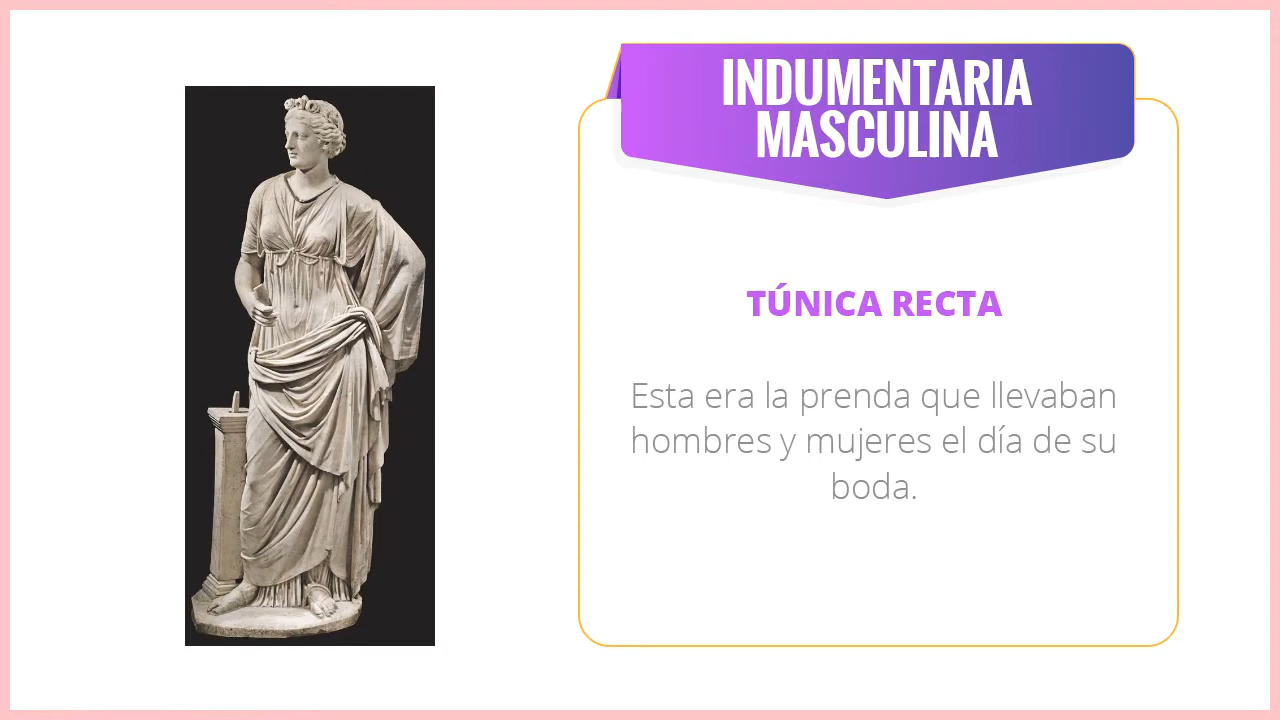 INDUMENTARIA
MASCULINA
TÚNICA RECTA
Esta era la prenda que llevaban
hombres y mujeres el día de su
boda.